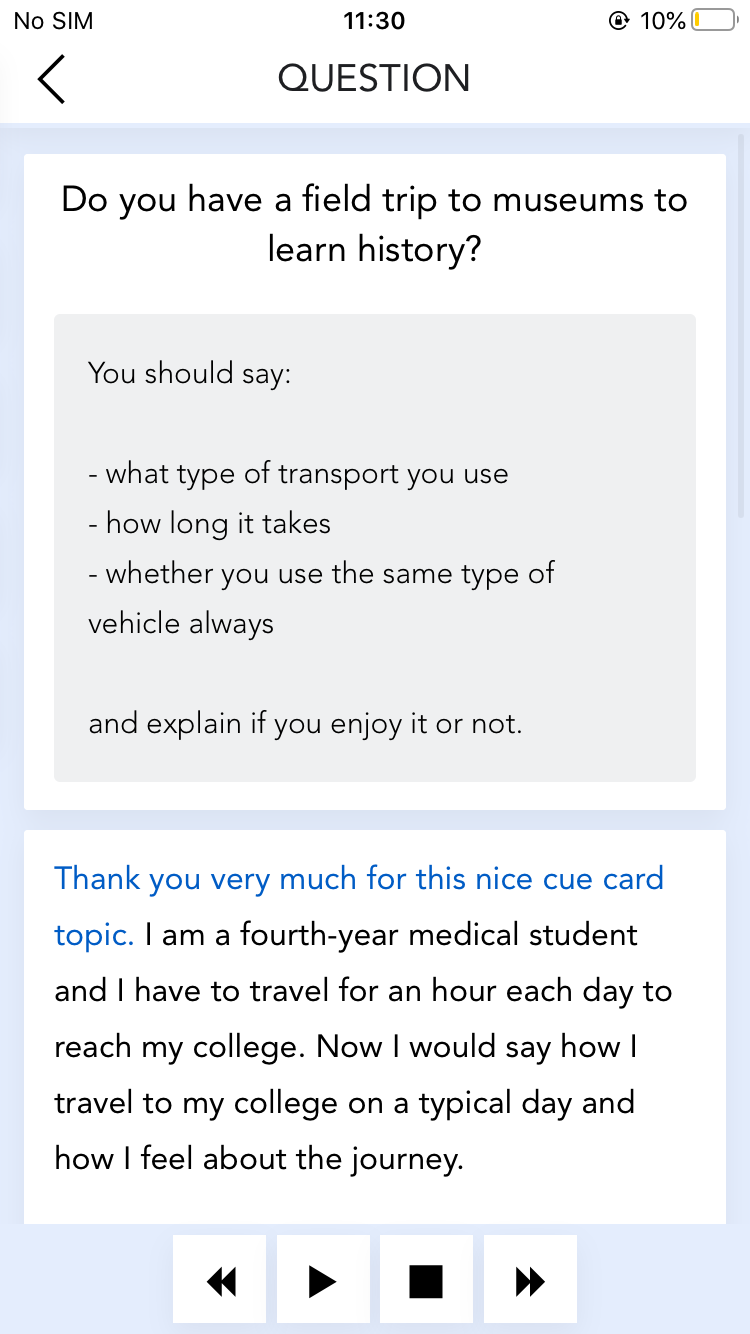 No SIM 11:30 10%
QUESTION
Do you have a field trip to museums to
learn history?
You should say:
- what type of transport you use
- how long it takes
- whether you use the same type of
vehicle always
and explain if you enjoy it or not.
Thank you very much for this nice cue card
topic. I am a fourth-year medical student
and I have to travel for an hour each day to
reach my college. Now I would say how I
travel to my college on a typical day and
how I feel about the journey.